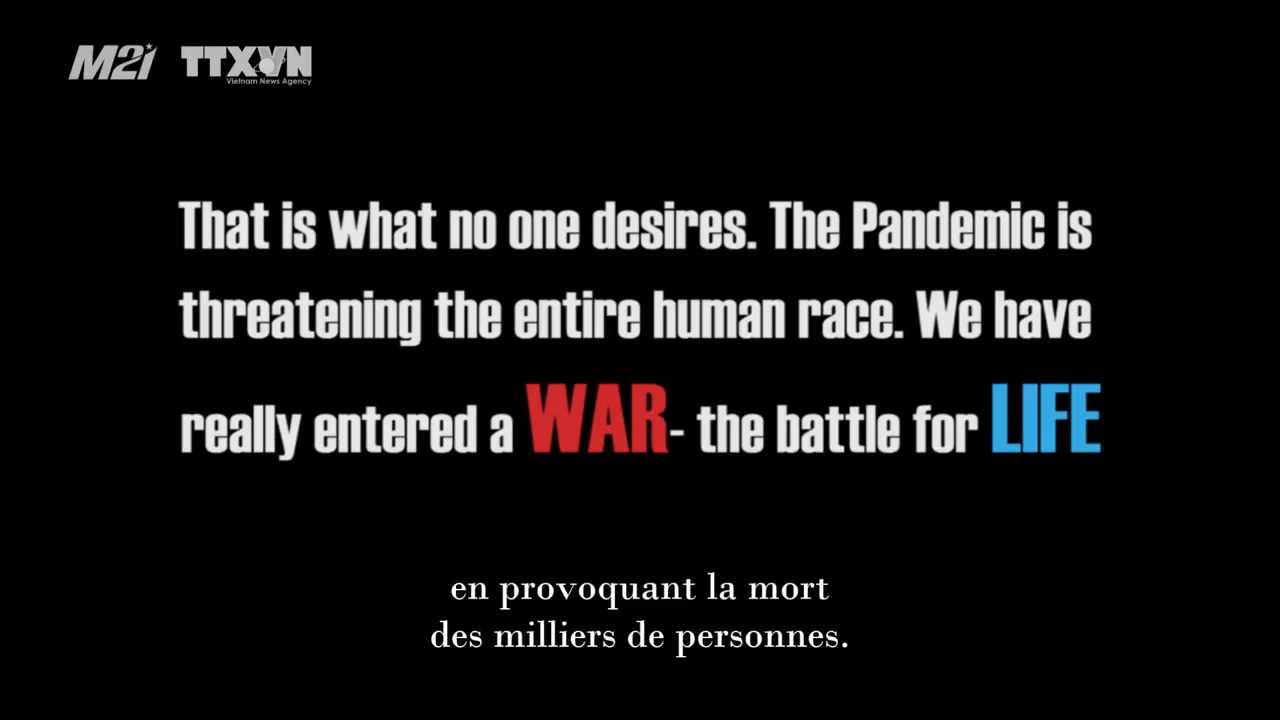 M2i TTXVN
Vietnam News Agency
That is what no one desires. The Pandemic is
threatening the entire human race. We have
really entered a WAR- the battle for LIFE
en provoquant la mort
des milliers de personnes.